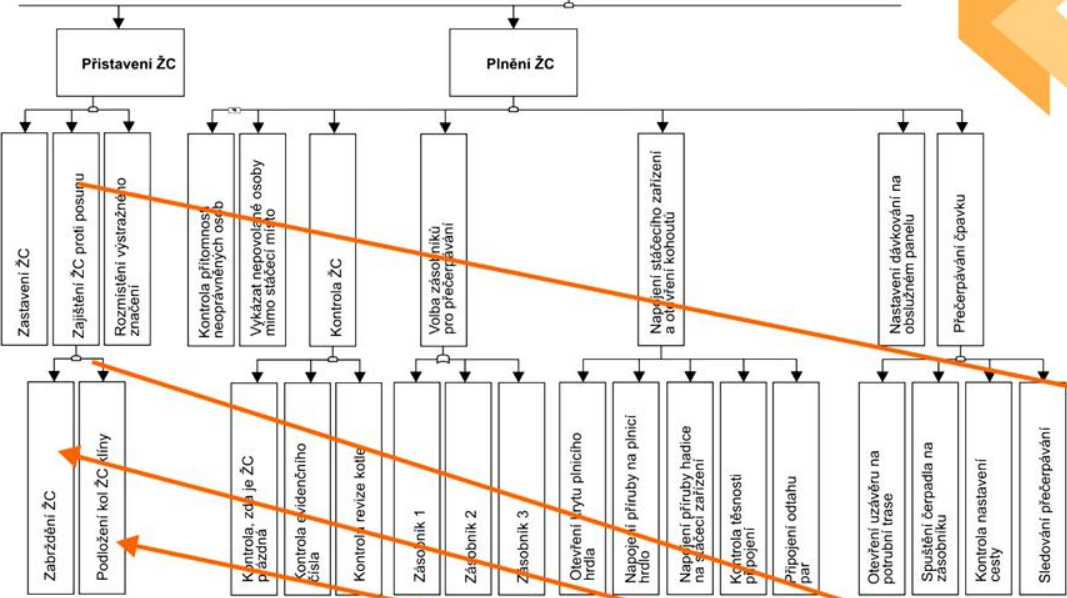 Přistavení ŽC
Plnění ŽC
Zastavení ŽC
Zajištění ŽC proti posunu
Rozmístění výstražného
značení
Kontrola přítomnosti
neoprávněných osob
Vykázat nepovolané osoby
mimo stáčecí místo
Kontrola ŽC
Volba zásobníků
pro přečerpávání
Napojení stáčecího zařízení
a otevření kohoutů
Nastavení dávkování na
obslužném panelu
Přečerpávání čpavku
Zabrždění ŽC
Podložení kol ŽC klíny
Kontrola, zda je ŽC
prázdná
Kontrola evidenčního
čísla
Kontrola revize kotle
Zásobník 1
Zásobník 2
Zásobník 3
Otevření krytu plnicího
hrdla
Napojení příruby na plnicí
hrdlo
Napojení příruby hadice
na stáčecí zařízení
Kontrola těsnosti
připojení
Připojení odtahu
par
Otevření uzávěru na
potrubní trase
Spuštění čerpadla na
zásobníku
Kontrola nastavení
cesty
Sledování přečerpávání